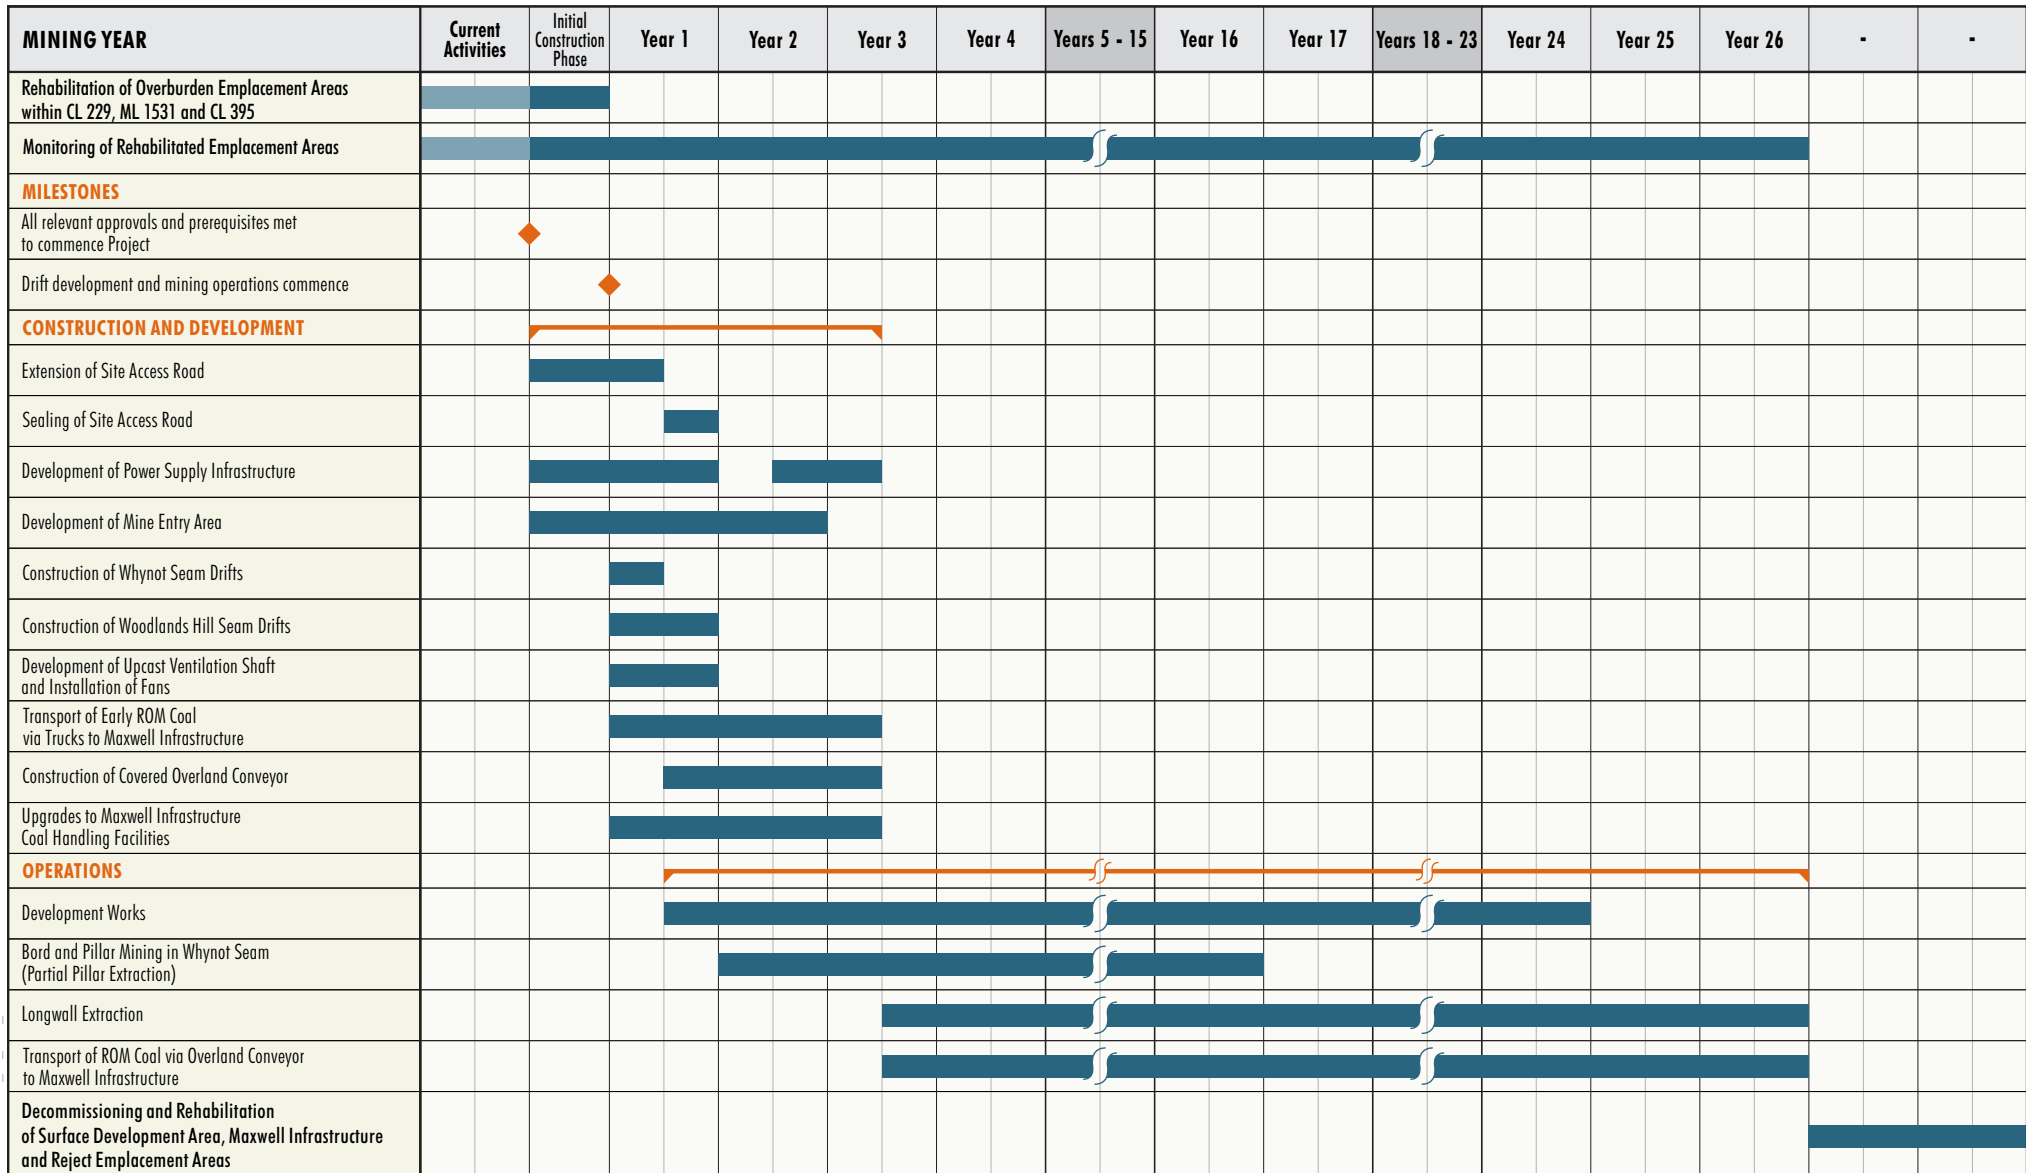 MINING YEAR
Current
Activities
Initial
Construction
Phase
Year 1
Year 2
Year 3
Year 4
Years 5 - 15
Year 16
Year 17
Years 18 - 23
Year 24
Year 25
Year 26
-
-
Rehabilitation of Overburden Emplacement Areas
within CL 229, ML 1531 and CL 395
Monitoring of Rehabilitated Emplacement Areas
MILESTONES
All relevant approvals and prerequisites met
to commence Project
Drift development and mining operations commence
CONSTRUCTION AND DEVELOPMENT
Extension of Site Access Road
Sealing of Site Access Road
Development of Power Supply Infrastructure
Development of Mine Entry Area
Construction of Whynot Seam Drifts
Construction of Woodlands Hill Seam Drifts
Development of Upcast Ventilation Shaft
and Installation of Fans
Transport of Early ROM Coal
via Trucks to Maxwell Infrastructure
Construction of Covered Overland Conveyor
Upgrades to Maxwell Infrastructure
Coal Handling Facilities
OPERATIONS
Development Works
Bord and Pillar Mining in Whynot Seam
(Partial Pillar Extraction)
Longwall Extraction
Transport of ROM Coal via Overland Conveyor
to Maxwell Infrastructure
Decommissioning and Rehabilitation
of Surface Development Area, Maxwell Infrastructure
and Reject Emplacement Areas